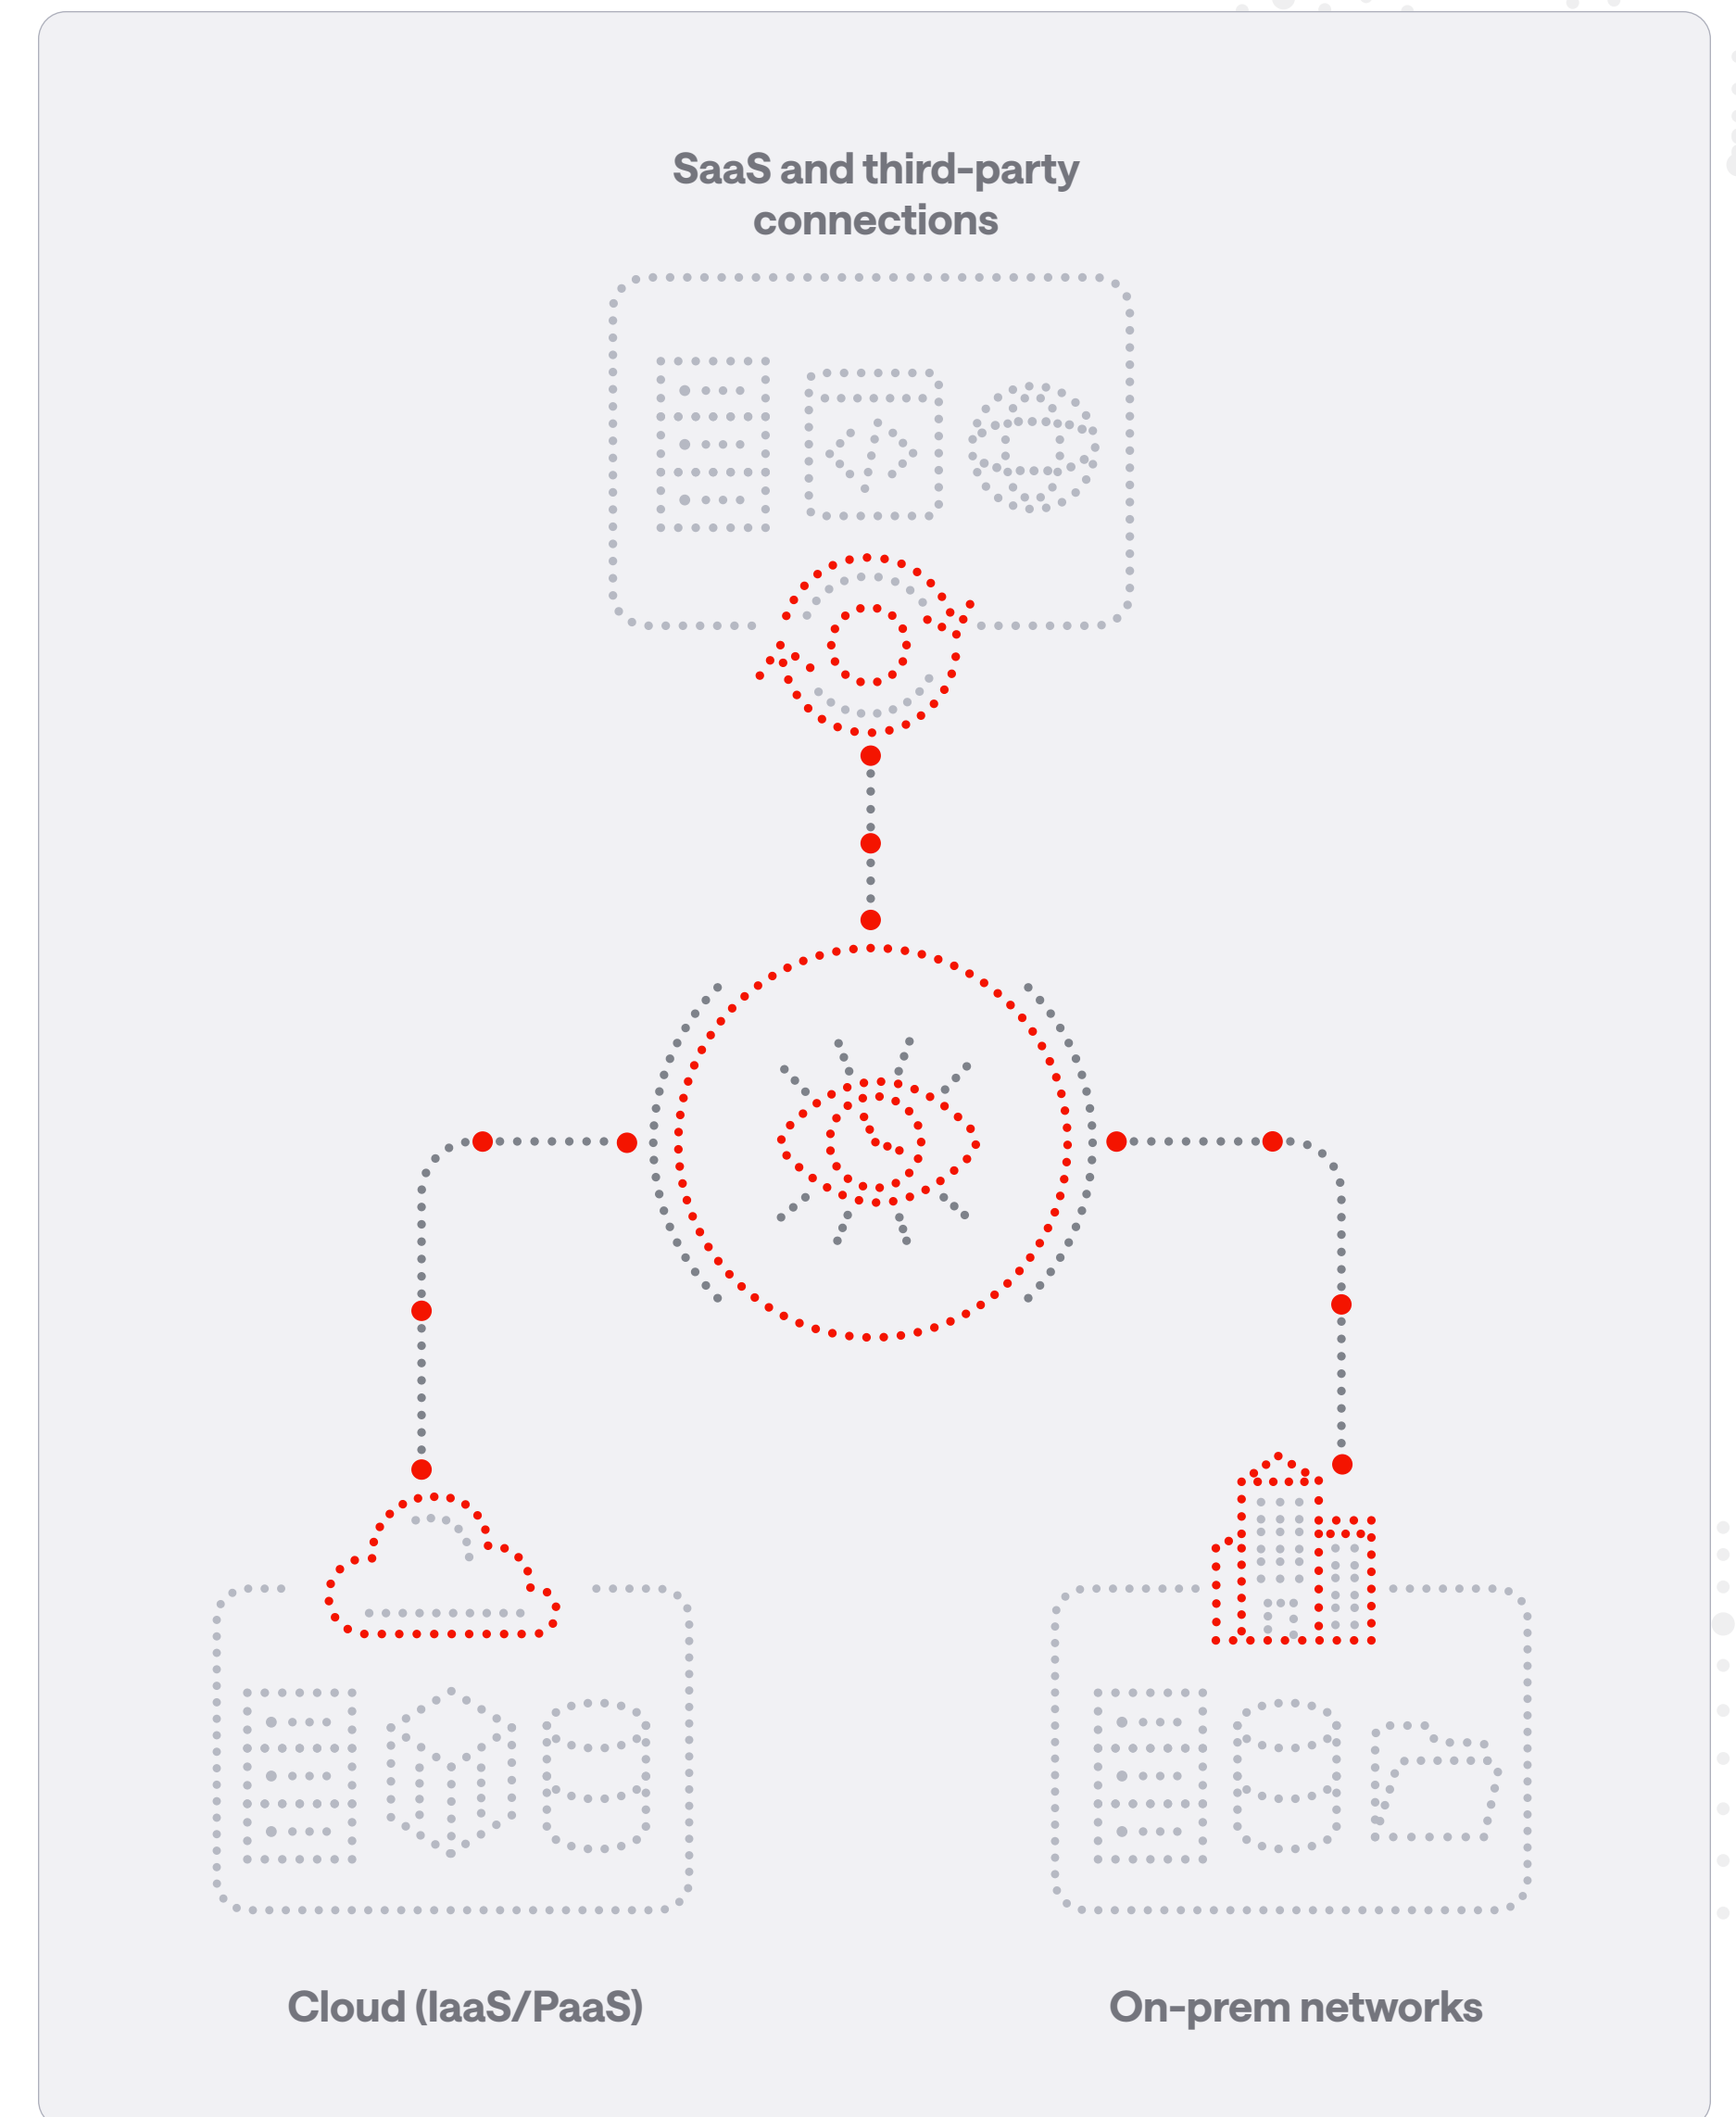 SaaS and third-party
connections
Cloud (IaaS/PaaS)
On-prem networks